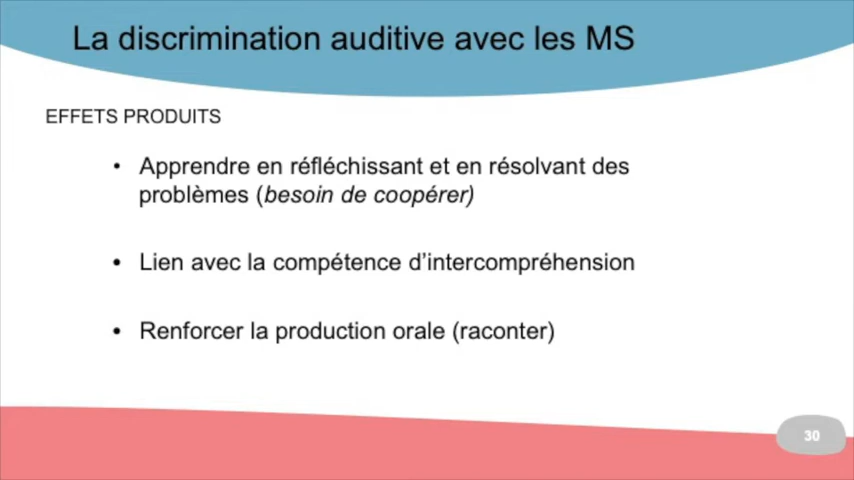 La discrimination auditive avec les MS
EFFETS PRODUITS
• Apprendre en réfléchissant et en résolvant des
problèmes (besoin de coopérer)
• Lien avec la compétence d’intercompréhension
• Renforcer la production orale (raconter)
30